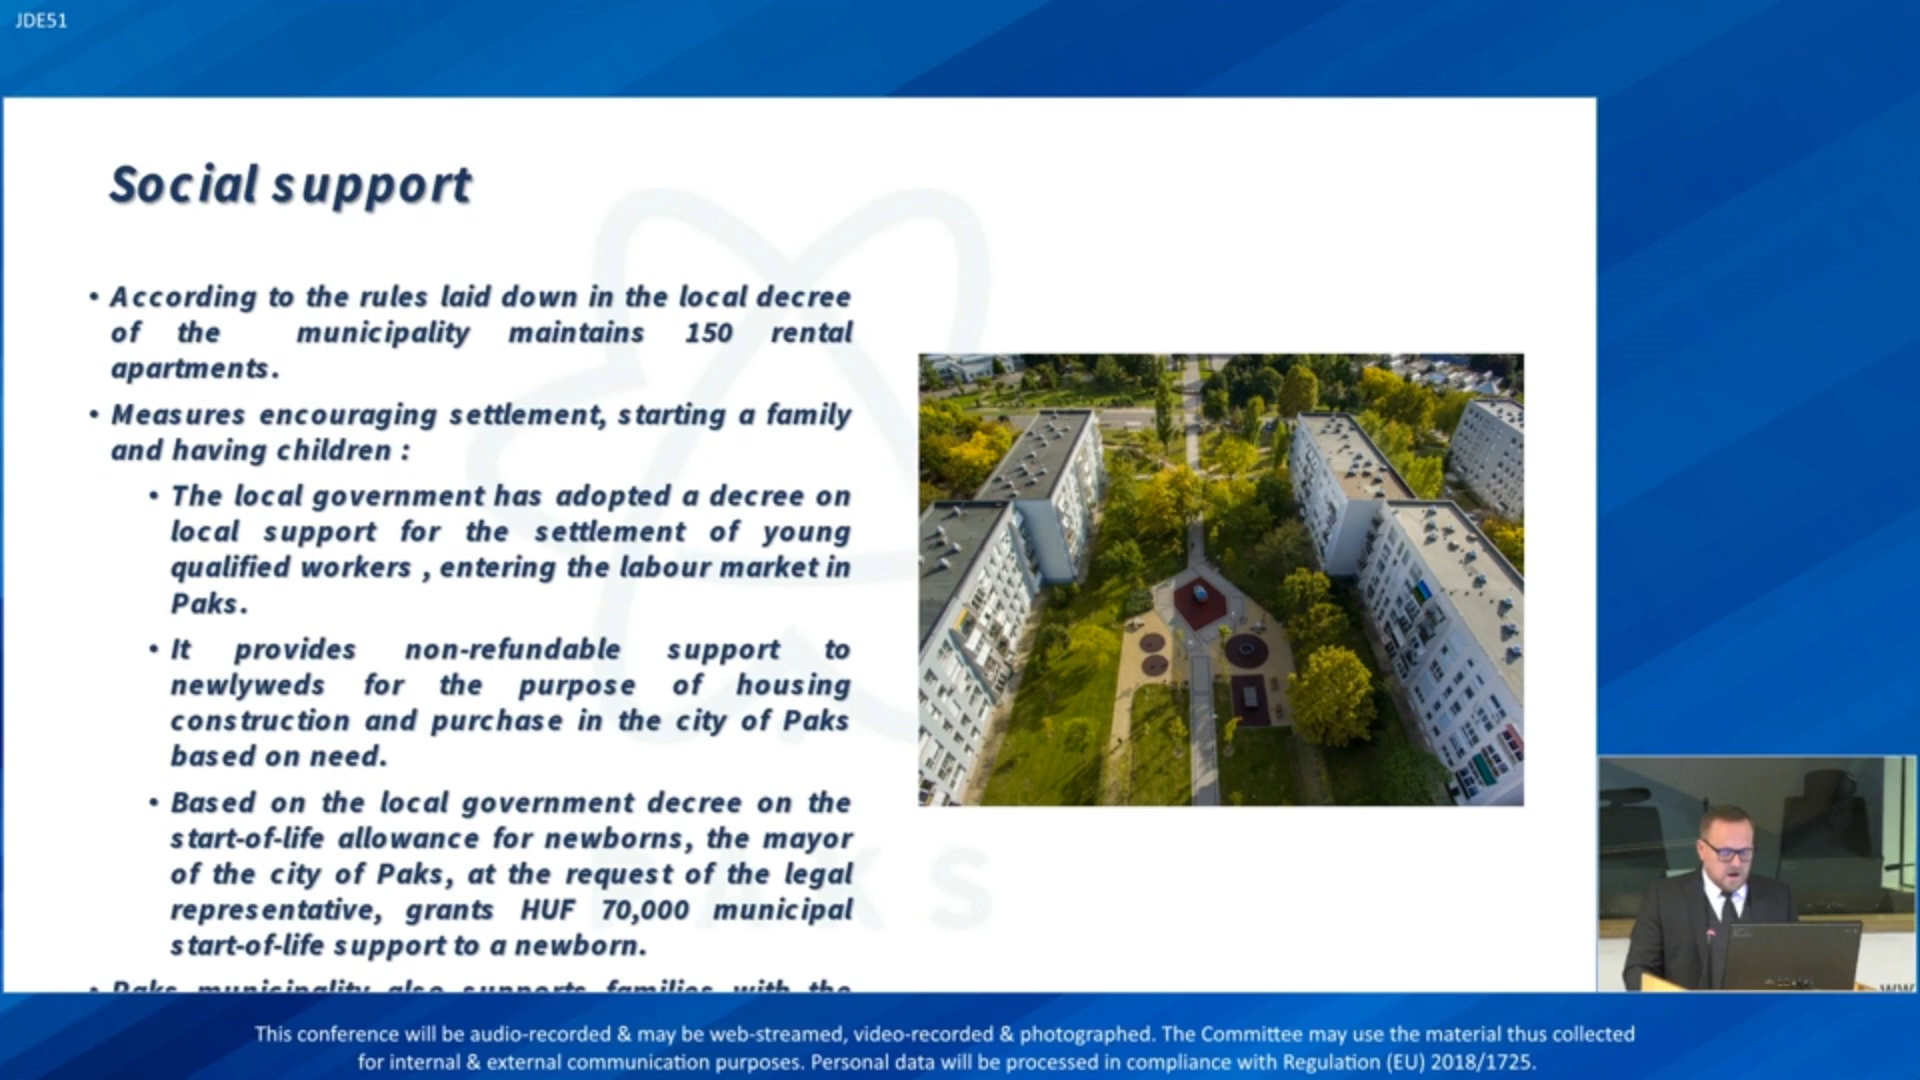 JDE51
Social support
• According to the rules laid down in the local decree
of the municipality maintains 150 rental
apartments.
• Measures encouraging settlement, starting a family
and having children :
• The local government has adopted a decree on
local support for the settlement of young
qualified workers , entering the labour market in
Paks.
• It provides non-refundable support to
newlyweds for the purpose of housing
construction and purchase in the city of Paks
based on need.
• Based on the local government decree on the
start-of-life allowance for newborns, the mayor
of the city of Paks, at the request of the legal
representative, grants HUF 70,000 municipal
start-of-life support to a newborn.
• Paks municipality also supports families with the
PAKS
ww
This conference will be audio-recorded & may be web-streamed, video-recorded & photographed. The Committee may use the material thus collected
for internal & external communication purposes. Personal data will be processed in compliance with Regulation (EU) 2018/1725.